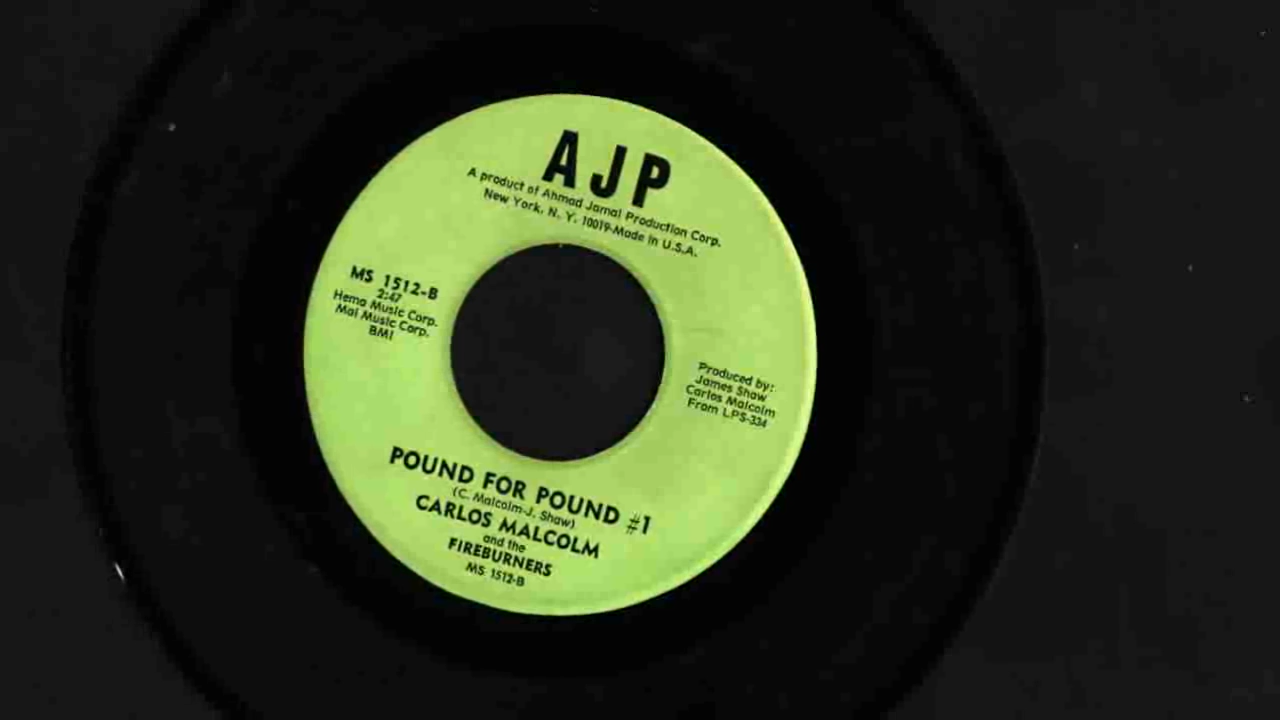 AJP
A product of Ahmad Jamal Production Corp.
New York, N. Y. 10019-Made in U.S.A.
MS 1512-B
2:47
Hema Music Corp.
Mal Music Corp.
BMI
Produced by:
James Shaw
Carlos Malcolm
From LPS-334
POUND FOR POUND #1
(C. Malcolm-J. Shaw)
CARLOS MALCOLM
and the
FIREBURNERS
MS 1512-B